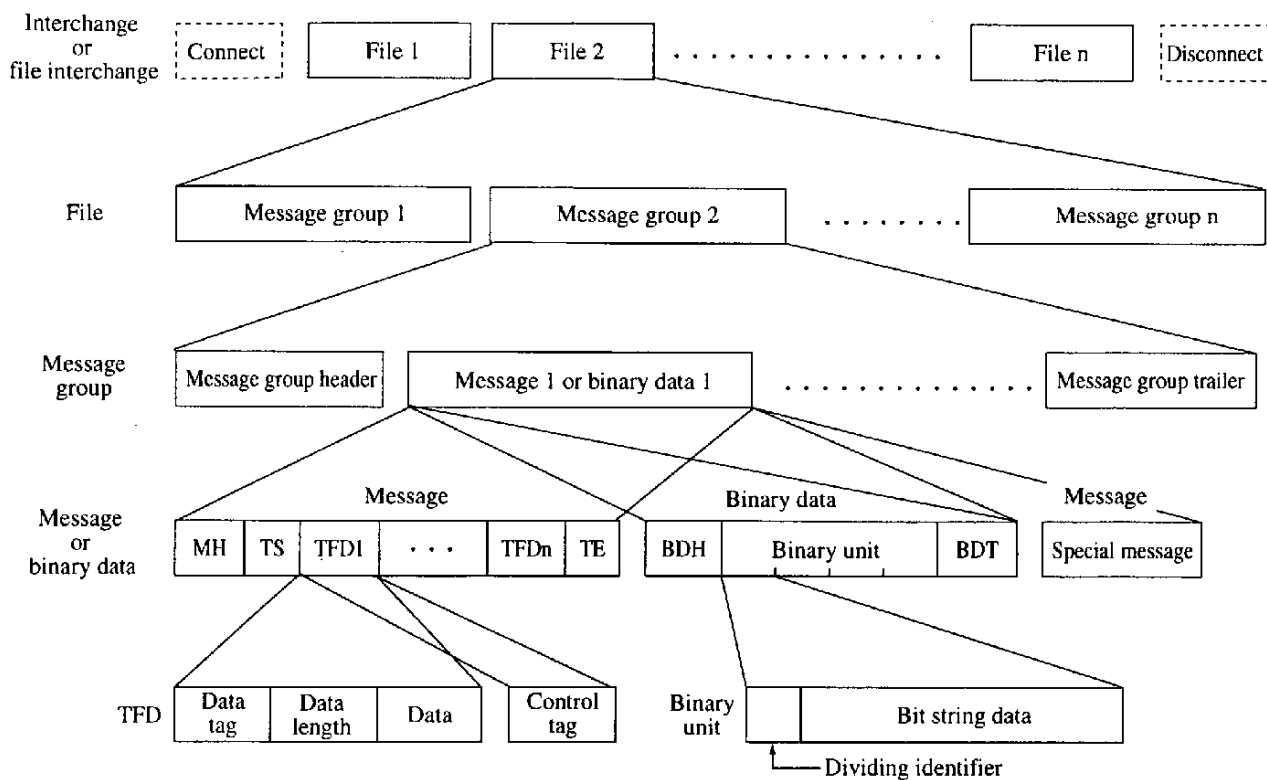 Interchange
or
file interchange
Connect
File 1
File 2
. . . . . . . . . . . . . . .
File n
Disconnect
File
Message group 1
Message group 2
. . . . . . . .
Message group n
Message
group
Message group header
Message 1 or binary data 1
. . . . . . . . . . . . . .
Message group trailer
Message
or
binary data
Message
MH
TS
TFD1
. . .
TFDn
TE
Binary data
BDH
Binary unit
BDT
Message
Special message
TFD
Data
tag
Data
length
Data
Control
tag
Binary
unit
Bit string data
Dividing identifier